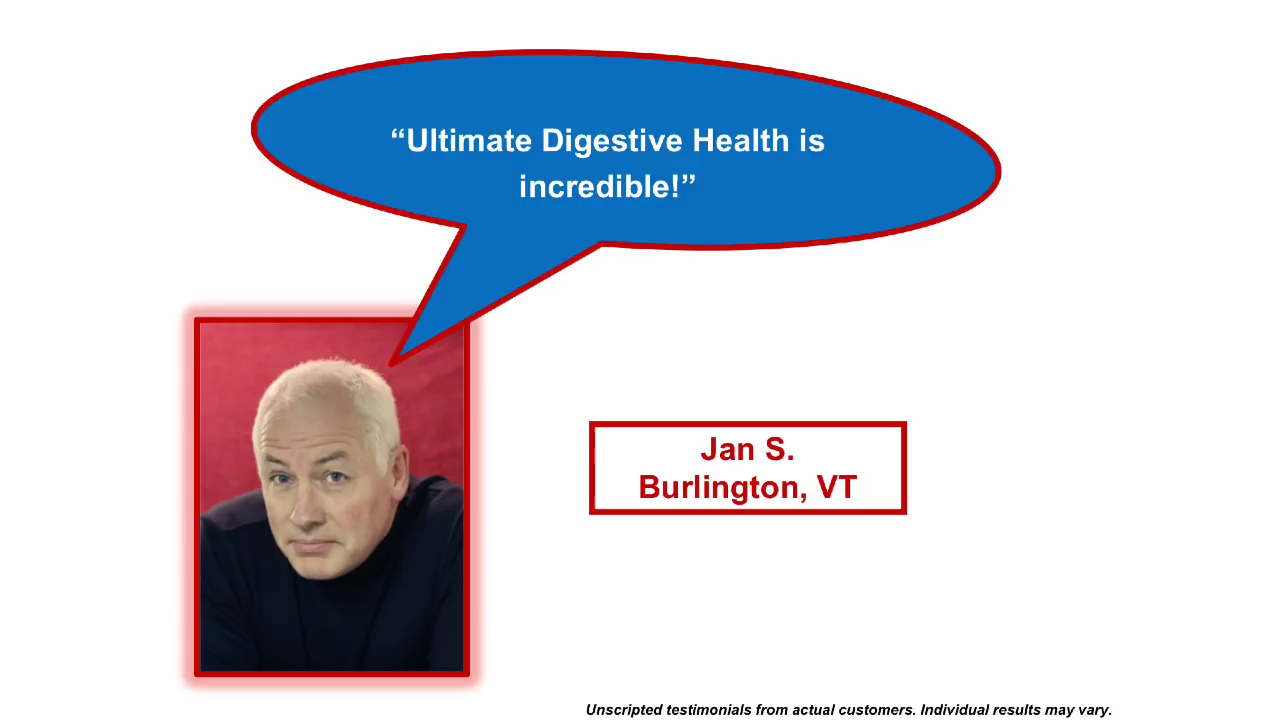 “Ultimate Digestive Health is
incredible!”
Jan S.
Burlington, VT
Unscripted testimonials from actual customers. Individual results may vary.